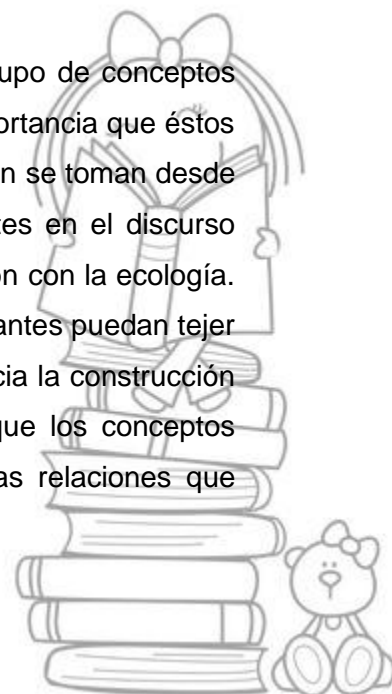 upo de conceptos
ortancia que éstos
n se toman desde
tes en el discurso
ón con la ecología.
antes puedan tejer
cia la construcción
que los conceptos
as relaciones que